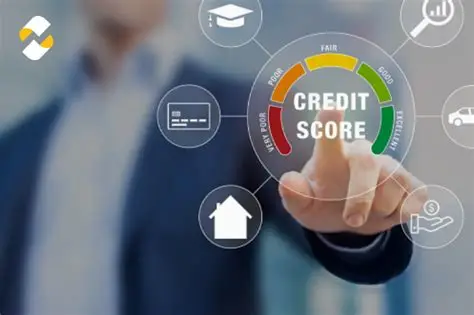 FAIR
POOR
GOOD
VERY POOR
EXCELLENT
CREDIT
SCORE